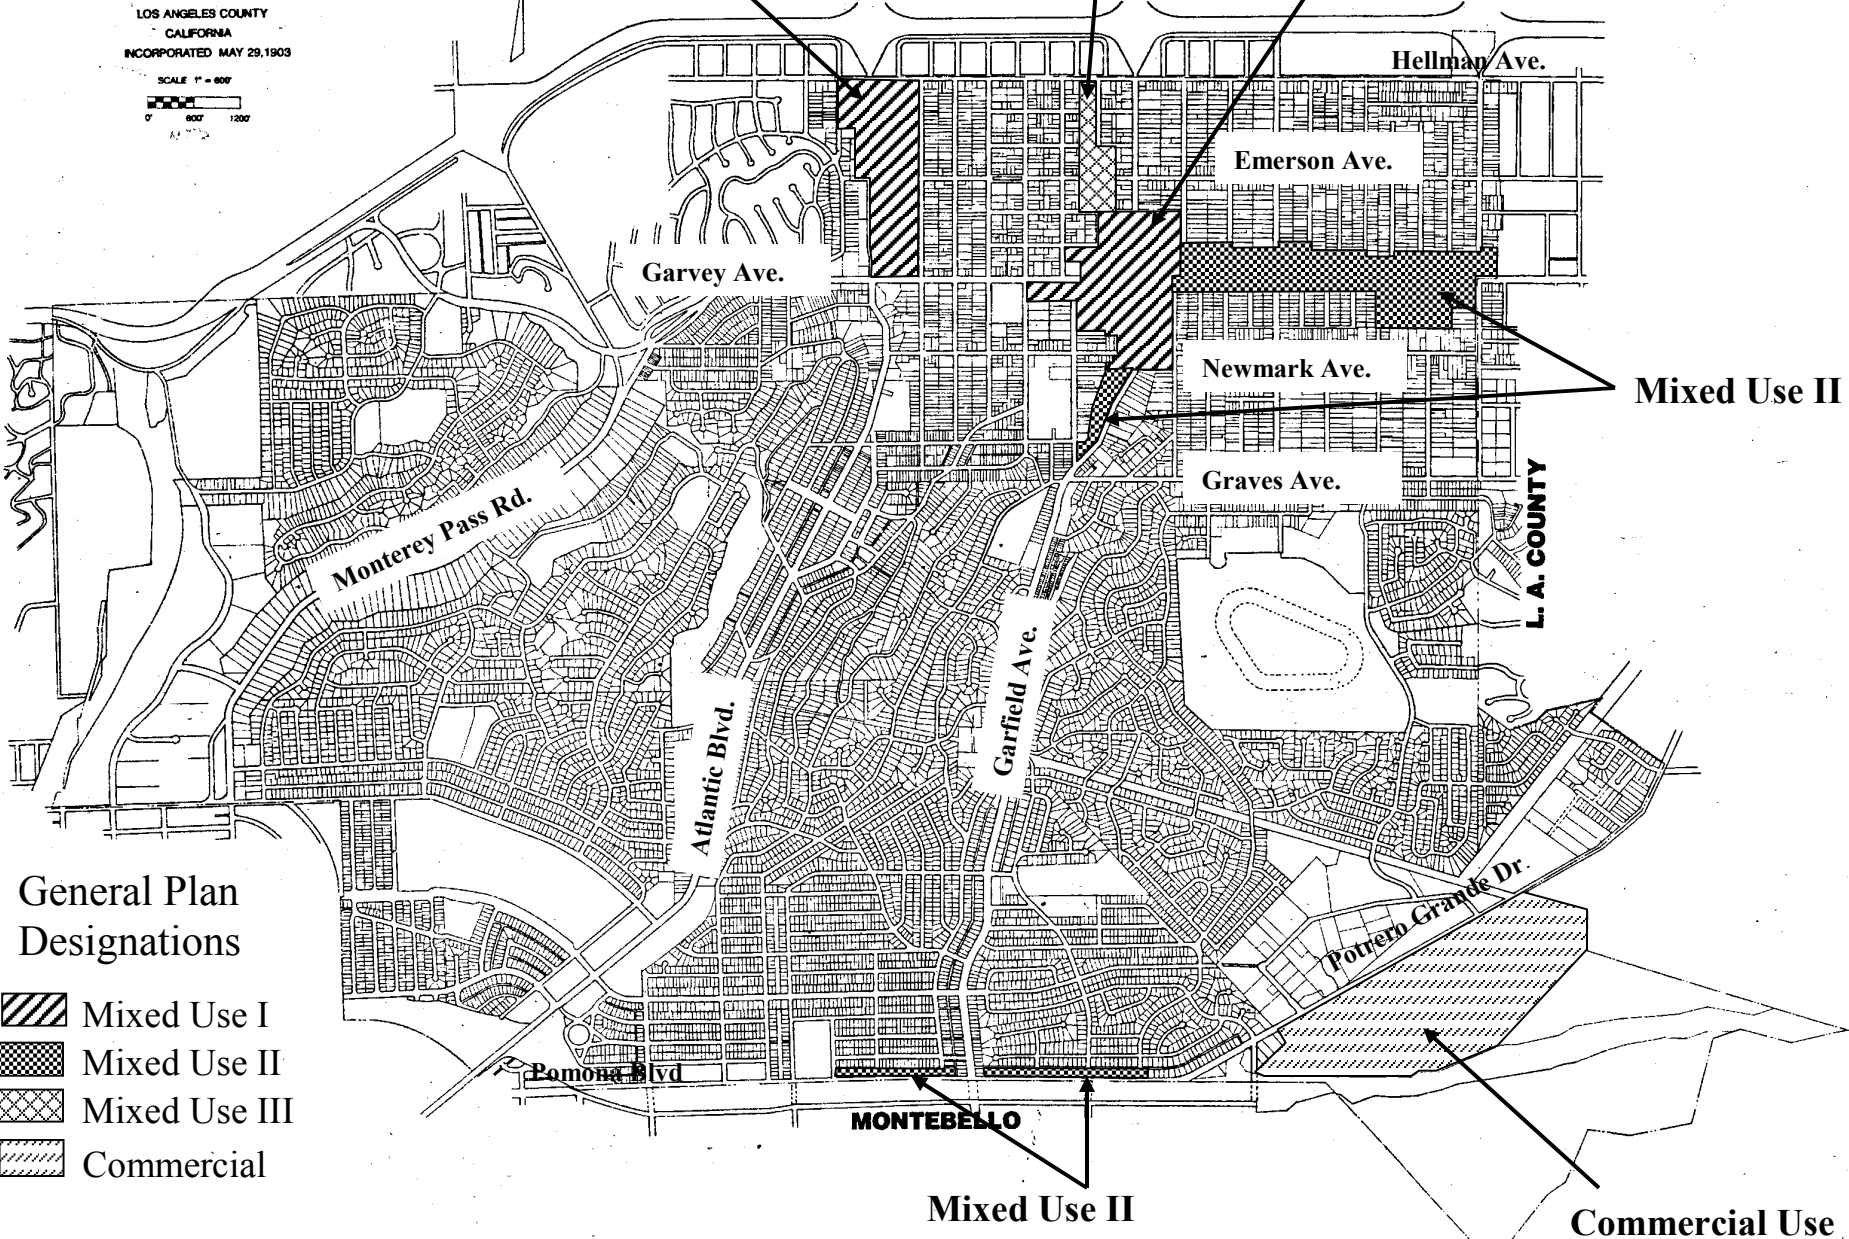 LOS ANGELES COUNTY
CALIFORNIA
INCORPORATED MAY 29,1903
SCALE 1" = 600'
0' 600' 1200'
Hellman Ave.
Emerson Ave.
Garvey Ave.
Newmark Ave.
Mixed Use II
Graves Ave.
Monterey Pass Rd.
L. A. COUNTY
Garfield Ave.
Atlantic Blvd.
Potrero Grande Dr.
General Plan
Designations
Mixed Use I
Mixed Use II
Mixed Use III
Commercial
Pomona Blvd
MONTEBELLO
Mixed Use II
Commercial Use